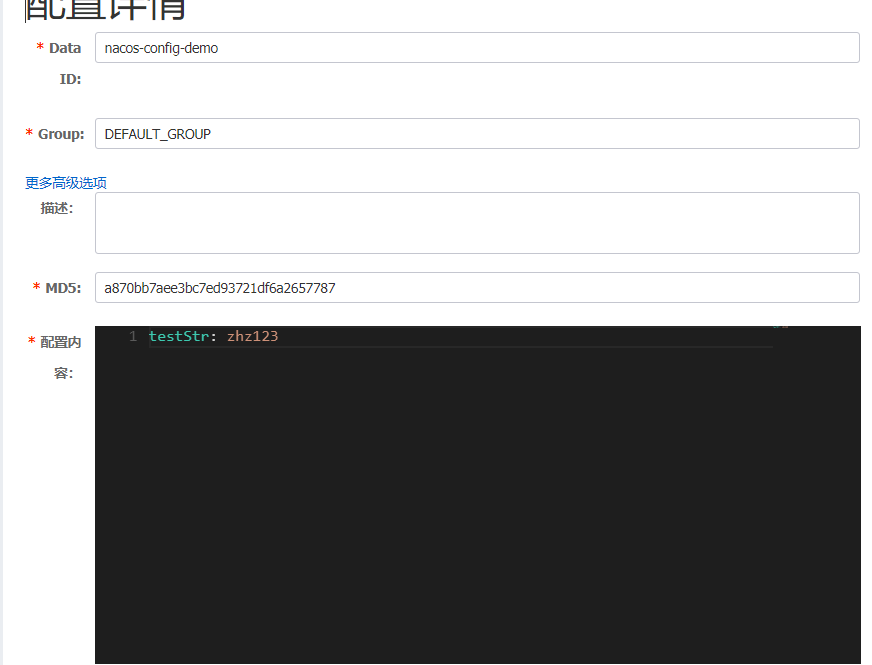 配置详情
* Data ID:
nacos-config-demo
* Group:
DEFAULT_GROUP
更多高级选项
描述:
* MD5:
a870bb7aee3bc7ed93721df6a2657787
* 配置内容:
1 testStr: zhz123